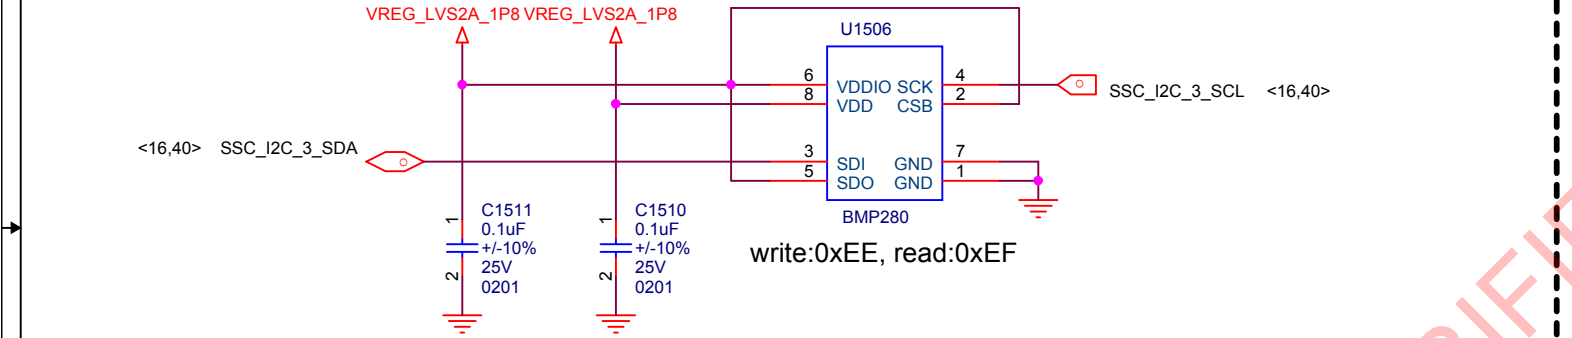 VREG_LVS2A_1P8 VREG_LVS2A_1P8
U1506
6 VDDIO SCK 4
8 VDD CSB 2
SSC_I2C_3_SCL <16,40>
<16,40> SSC_I2C_3_SDA
3 SDI GND 7
5 SDO GND 1
BMP280
write:0xEE, read:0xEF
1
C1511
0.1uF
+/-10%
25V
0201
2
1
C1510
0.1uF
+/-10%
25V
0201
2